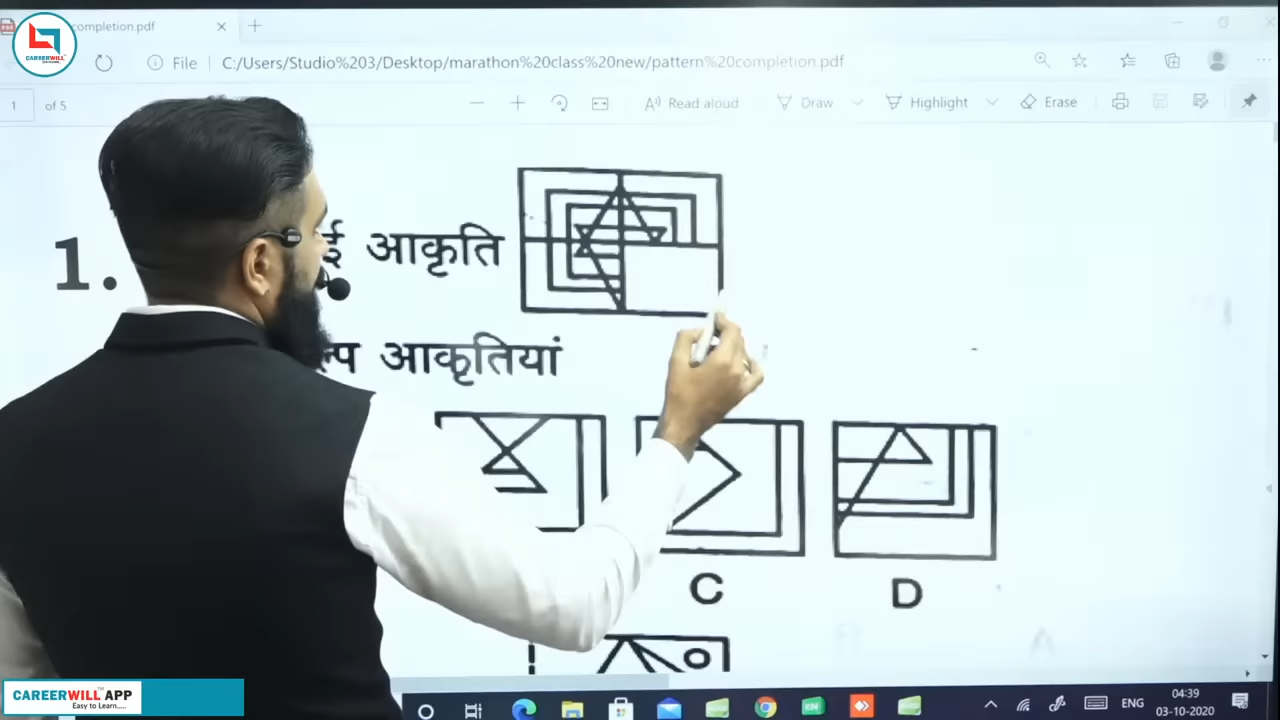 completion.pdf
CAREERWILL
File C:/Users/Studio%203/Desktop/marathon%20class%20new/pattern%20completion.pdf
1 of 5
Read aloud Draw Highlight Erase
1. आकृति
आकृतियां
C D
CAREERWILL APP
Easy to Learn.....
ENG
04:39
03-10-2020